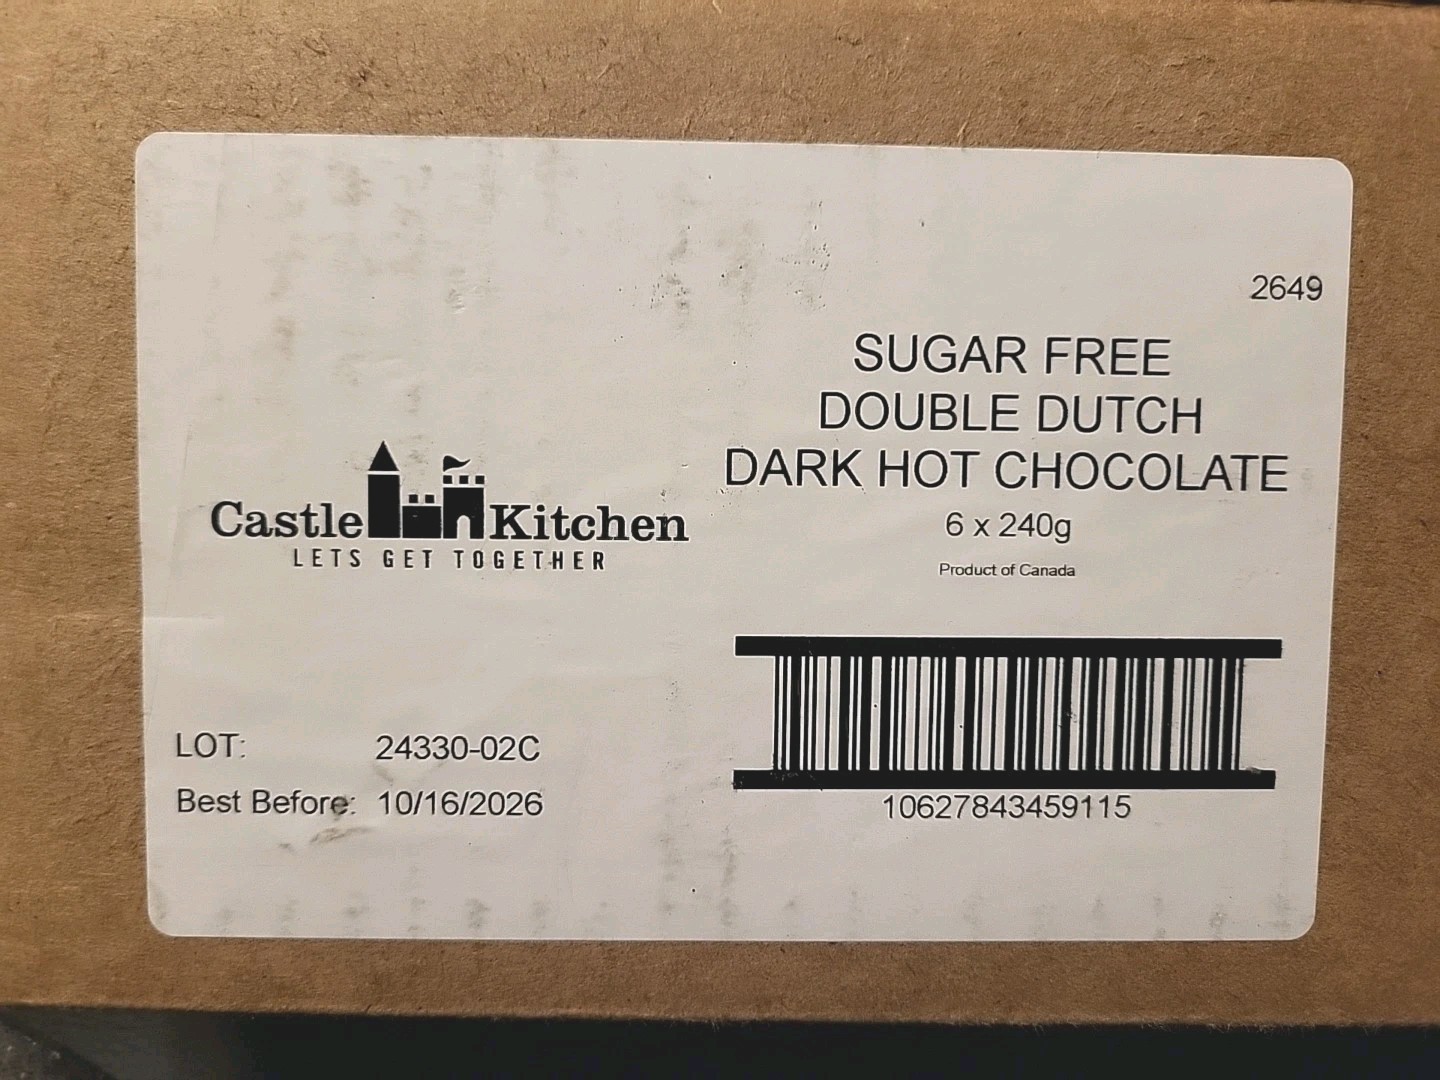 2649
SUGAR FREE
DOUBLE DUTCH
DARK HOT CHOCOLATE
6 x 240g
Product of Canada
Castle Kitchen
LETS GET TOGETHER
LOT: 24330-02C
Best Before: 10/16/2026
10627843459115